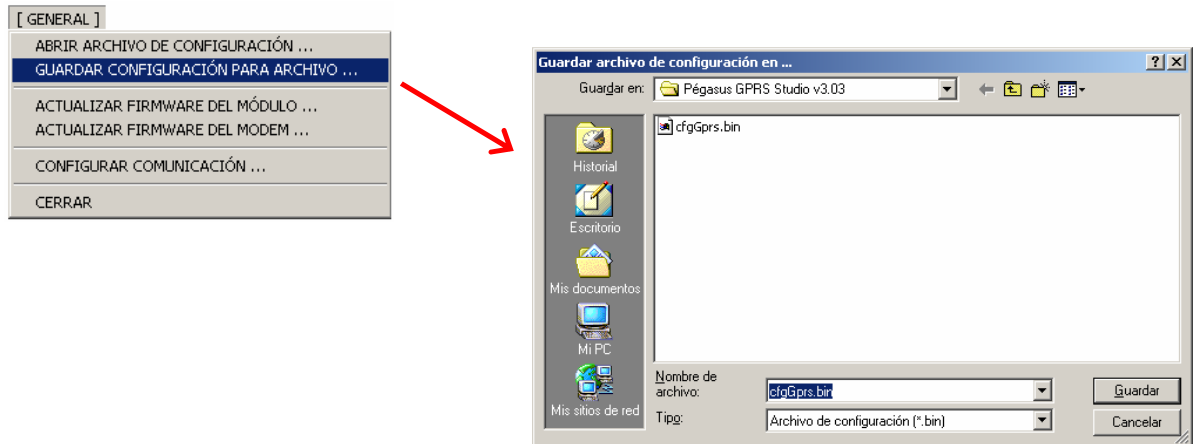 [ GENERAL ]
ABRIR ARCHIVO DE CONFIGURACIÓN ...
GUARDAR CONFIGURACIÓN PARA ARCHIVO ...
ACTUALIZAR FIRMWARE DEL MÓDULO ...
ACTUALIZAR FIRMWARE DEL MODEM ...
CONFIGURAR COMUNICACIÓN ...
CERRAR
Guardar archivo de configuración en ...
Guardar en: Pégasus GPRS Studio v3.03
cfgGprs.bin
Historial
Escritorio
Mis documentos
Mi PC
Mis sitios de red
Nombre de
archivo: cfgGprs.bin Guardar
Tipo: Archivo de configuración (*.bin) Cancelar